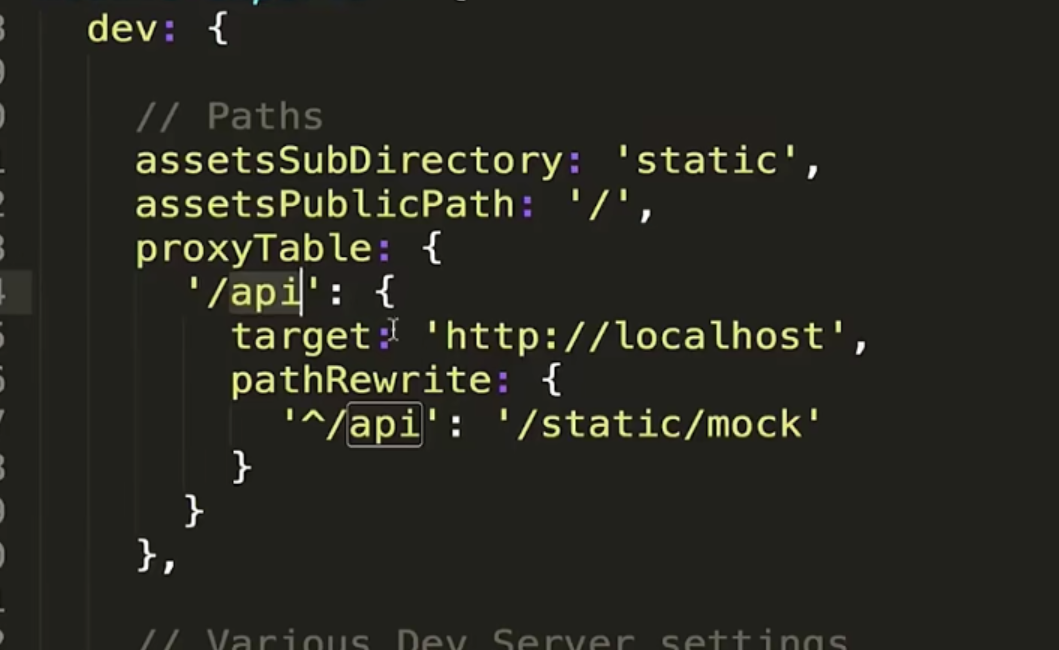 dev: {
// Paths
assetsSubDirectory: 'static',
assetsPublicPath: '/',
proxyTable: {
'/api': {
target: 'http://localhost',
pathRewrite: {
'^/api': '/static/mock'
}
}
},
// Various Dev Server settings